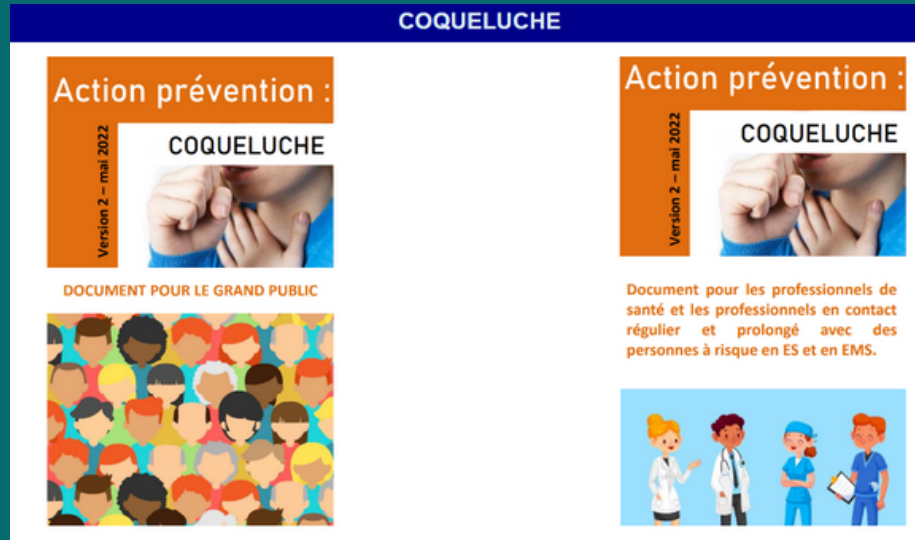 COQUELUCHE
Action prévention :
Version 2 – mai 2022
COQUELUCHE
DOCUMENT POUR LE GRAND PUBLIC
Action prévention :
Version 2 – mai 2022
COQUELUCHE
Document pour les professionnels de
santé et les professionnels en contact
régulier et prolongé avec des
personnes à risque en ES et en EMS.